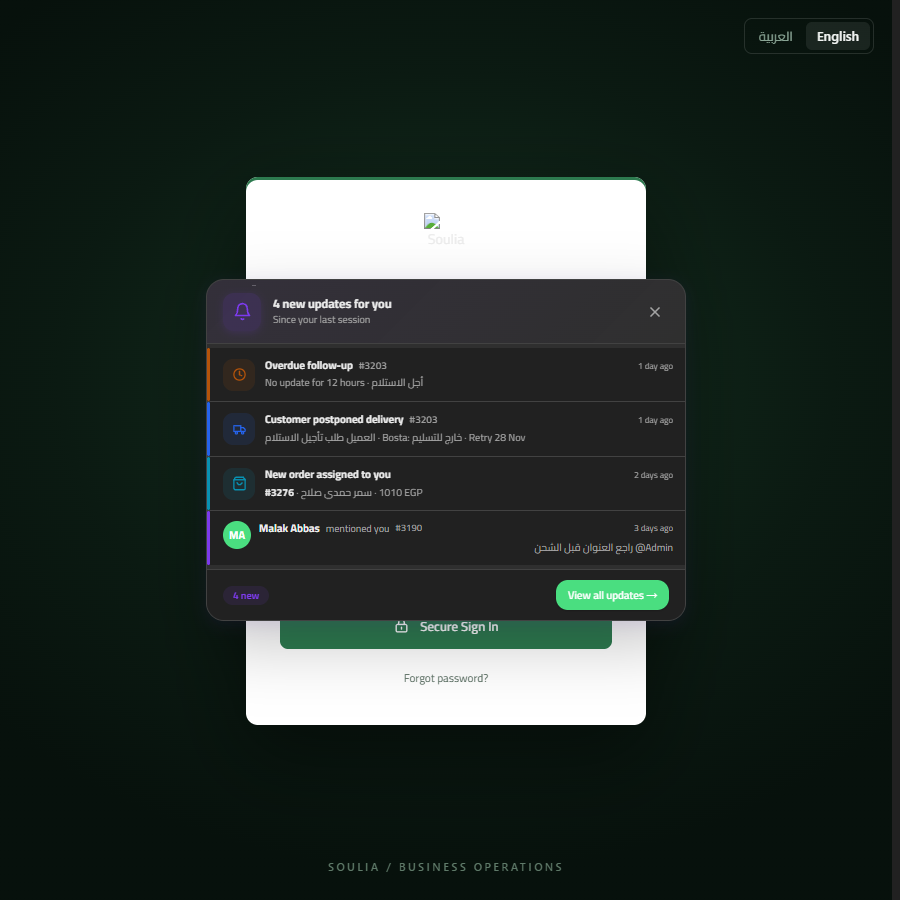 العربية English
Soulia
4 new updates for you
Since your last session
Overdue follow-up #3203 1 day ago
No update for 12 hours · أجل الاستلام
Customer postponed delivery #3203 1 day ago
العميل طلب تأجيل الاستلام · Bosta: خارج للتسليم · Retry 28 Nov
New order assigned to you 2 days ago
#3276 · سمر حمدي صلاح · 1010 EGP
MA Malak Abbas mentioned you #3190 3 days ago
@Admin راجع العنوان قبل الشحن
4 new View all updates →
Secure Sign In
Forgot password?
SOULIA / BUSINESS OPERATIONS